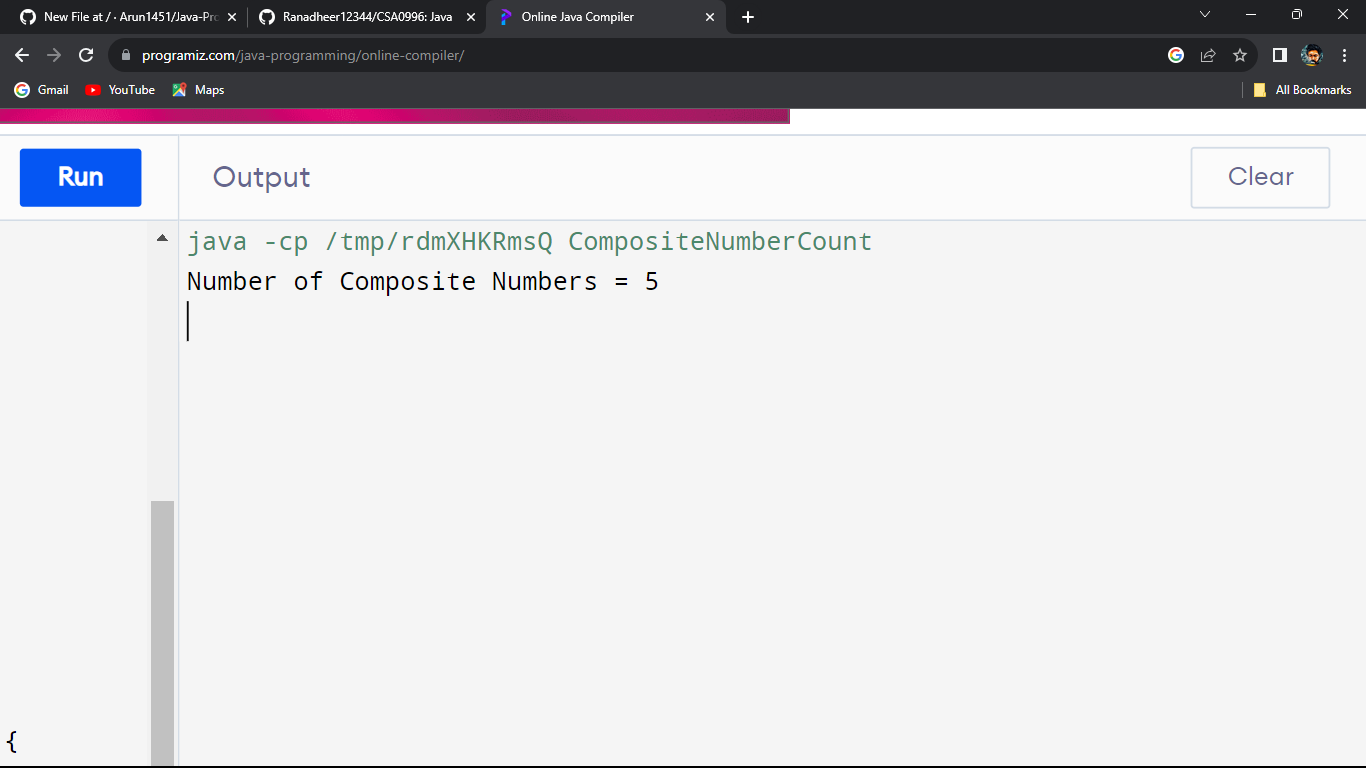 New File at / · Arun1451/Java-Pro
Ranadheer12344/CSA0996: Java
Online Java Compiler
programiz.com/java-programming/online-compiler/
Gmail
YouTube
Maps
All Bookmarks
Run
Output
Clear
java -cp /tmp/rdmXHKRmsQ CompositeNumberCount
Number of Composite Numbers = 5
{